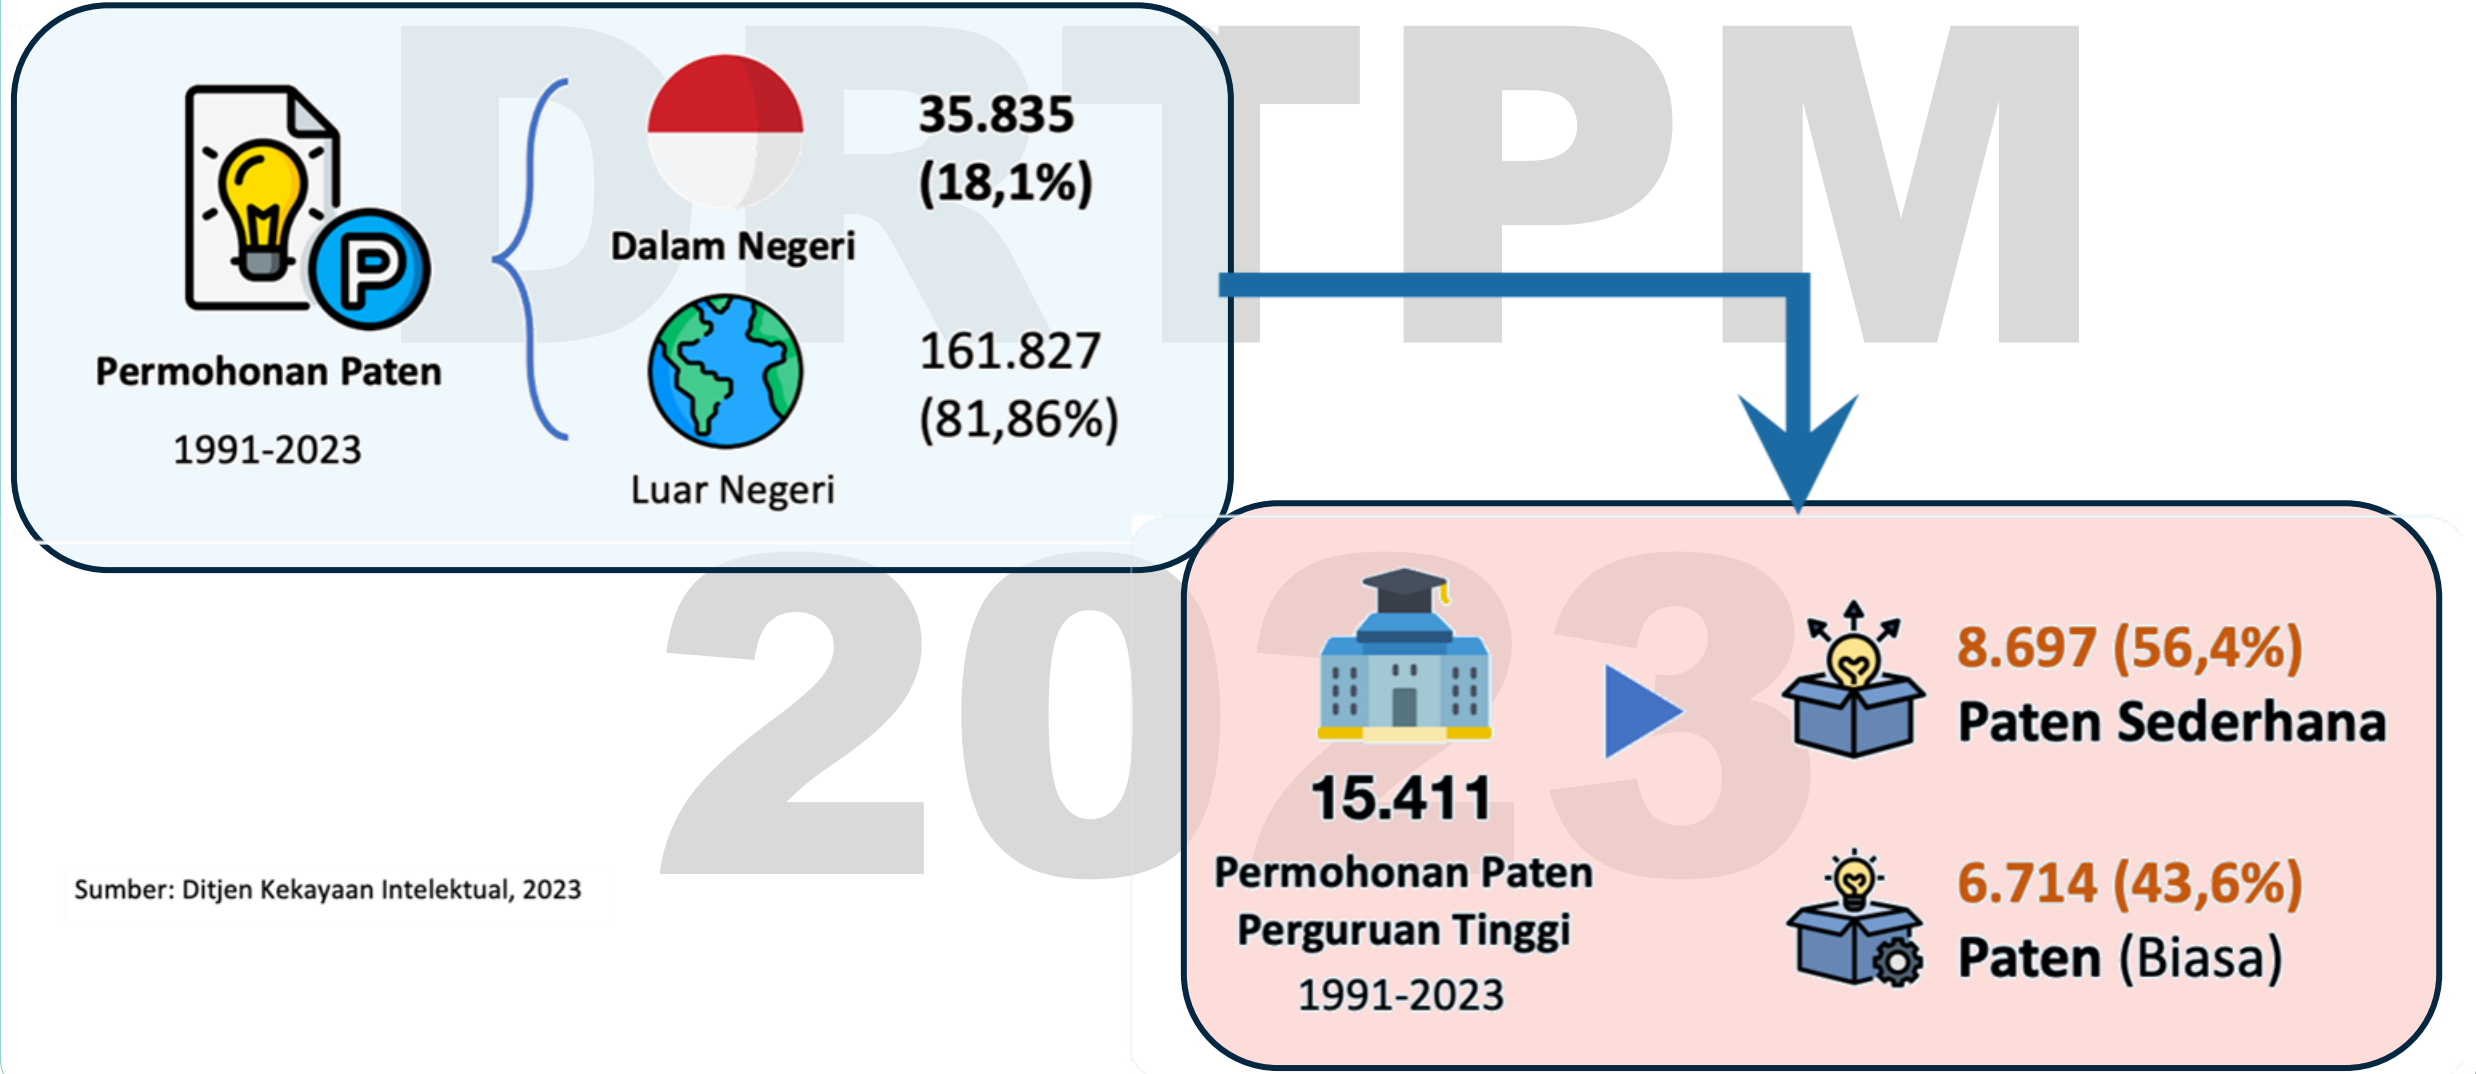 DRTPM
2023
35.835
(18,1%)
Dalam Negeri
P
Permohonan Paten
1991-2023
161.827
(81,86%)
Luar Negeri
15.411
Permohonan Paten
Perguruan Tinggi
1991-2023
8.697 (56,4%)
Paten Sederhana
6.714 (43,6%)
Paten (Biasa)
Sumber: Ditjen Kekayaan Intelektual, 2023